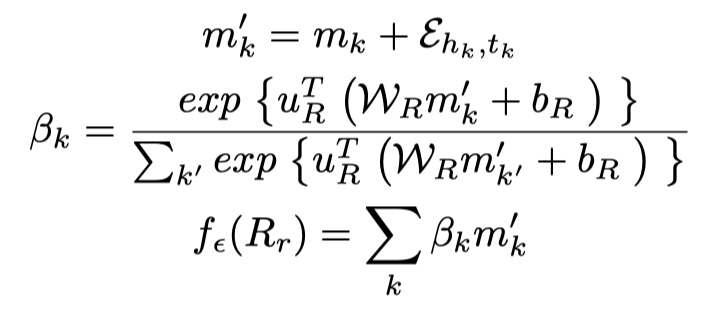 m'_k = m_k + \mathcal{E}_{h_k,t_k}
\beta_k = \frac{exp \{u_R^T (\mathcal{W}_R m'_k + b_R ) \}}{\sum_{k'} exp \{u_R^T (\mathcal{W}_R m'_{k'} + b_R ) \}}
f_\epsilon(R_r) = \sum_k \beta_k m'_k